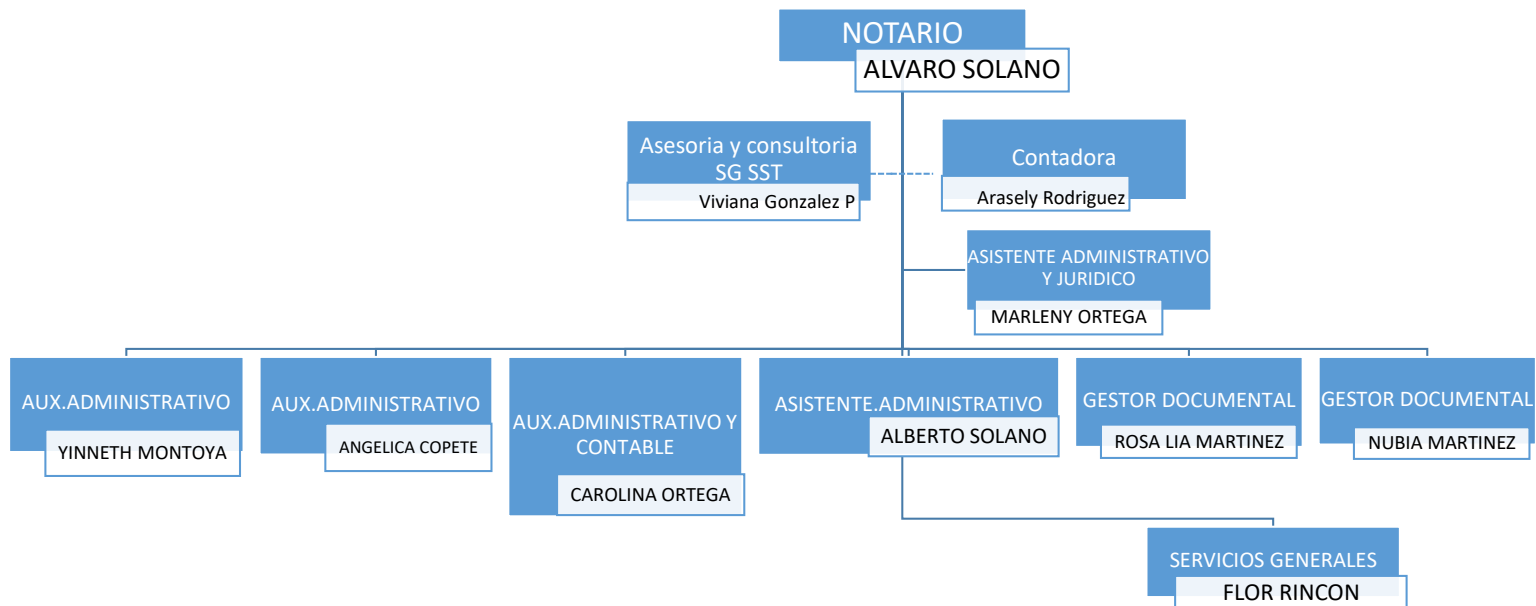 NOTARIO
ALVARO SOLANO
Asesoria y consultoria
SG SST
Viviana Gonzalez P
Contadora
Arasely Rodriguez
ASISTENTE ADMINISTRATIVO
Y JURIDICO
MARLENY ORTEGA
AUX.ADMINISTRATIVO
YINNETH MONTOYA
AUX.ADMINISTRATIVO
ANGELICA COPETE
AUX.ADMINISTRATIVO Y
CONTABLE
CAROLINA ORTEGA
ASISTENTE.ADMINISTRATIVO
ALBERTO SOLANO
GESTOR DOCUMENTAL
ROSA LIA MARTINEZ
GESTOR DOCUMENTAL
NUBIA MARTINEZ
SERVICIOS GENERALES
FLOR RINCON